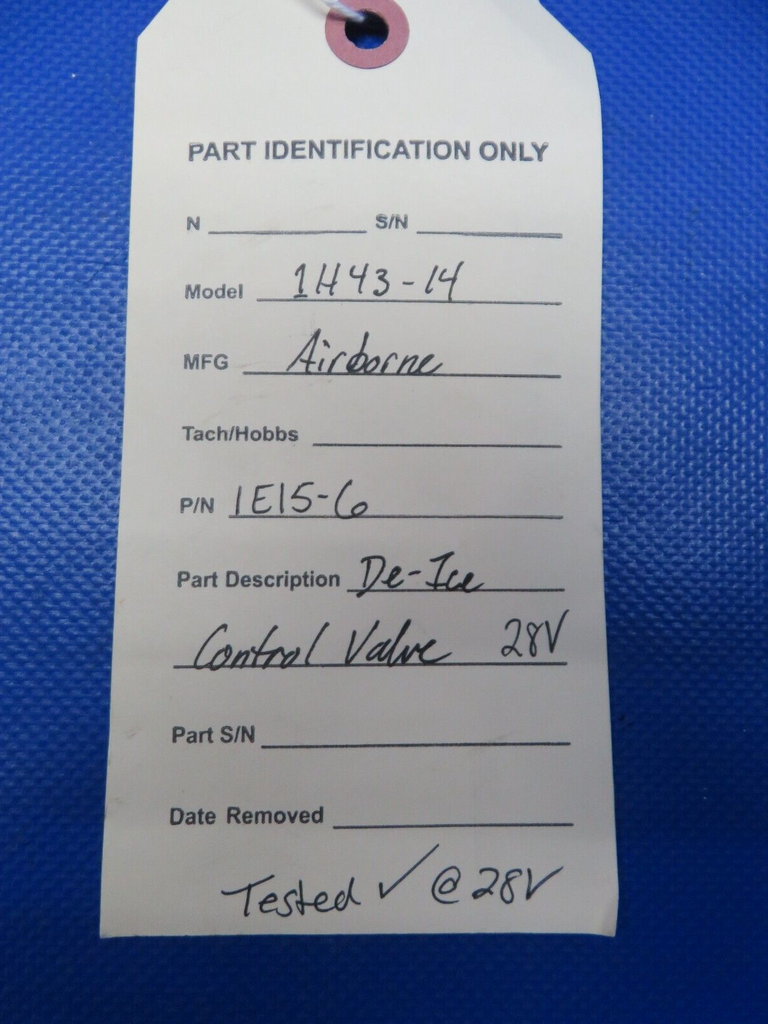 PART IDENTIFICATION ONLY
N S/N
Model 1H43-14
MFG Airborne
Tach/Hobbs
P/N 1E15-6
Part Description De-Ice
Control Valve 28V
Part S/N
Date Removed
Tested ✓ @ 28V